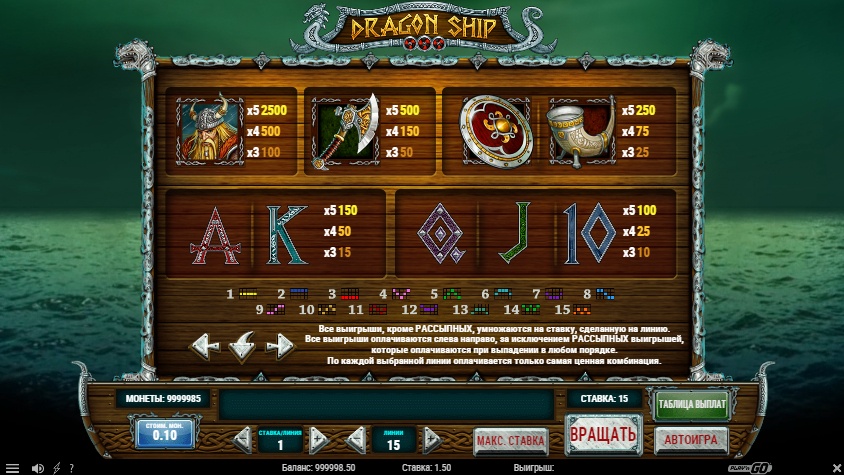 DRAGON SHIP
x5 2500
x4 500
x3 100
x5 500
x4 150
x3 50
x5 250
x4 75
x3 25
A K
x5 150
x4 50
x3 15
Q J 10
x5 100
x4 25
x3 10
1 2 3 4 5 6 7 8
9 10 11 12 13 14 15
Все выигрыши, кроме РАССЫПНЫХ, умножаются на ставку, сделанную на линию.
Все выигрыши оплачиваются слева направо, за исключением РАССЫПНЫХ выигрышей,
которые оплачиваются при выпадении в любом порядке.
По каждой выбранной линии оплачивается только самая ценная комбинация.
МОНЕТЫ: 9999985
СТАВКА: 15
ТАБЛИЦА ВЫПЛАТ
СТОИМ. МОН.
0.10
СТАВКА/ЛИНИЯ
1
ЛИНИИ
15
МАКС. СТАВКА
ВРАЩАТЬ
АВТОИГРА
Баланс: 999998.50 Ставка: 1.50 Выигрыш:
PLAY'N GO